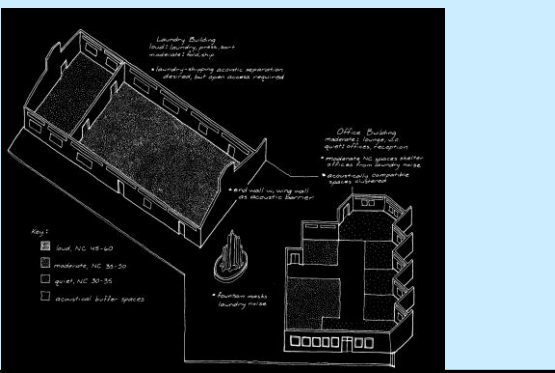 Laundry Building
loud: laundry, press, sort
moderate: fold, ship
• laundry-shipping acoustic separation
desired, but open access required
Office Building
moderate: lounge,
quiet: offices, reception
• moderate NC spaces shelter
offices from laundry noise
• acoustically compatible
spaces clustered
• end wall w. wing wall
as acoustic barrier
Key:
loud, NC 45-60
moderate, NC 35-50
quiet, NC 30-35
acoustical buffer spaces
• fountain masks
laundry noise